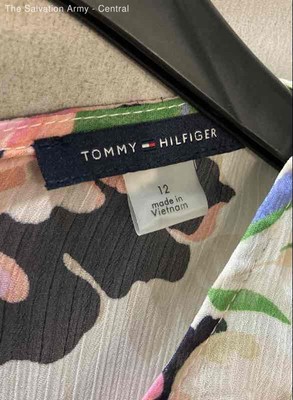 The Salvation Army - Central
TOMMY HILFIGER
12
made in
Vietnam